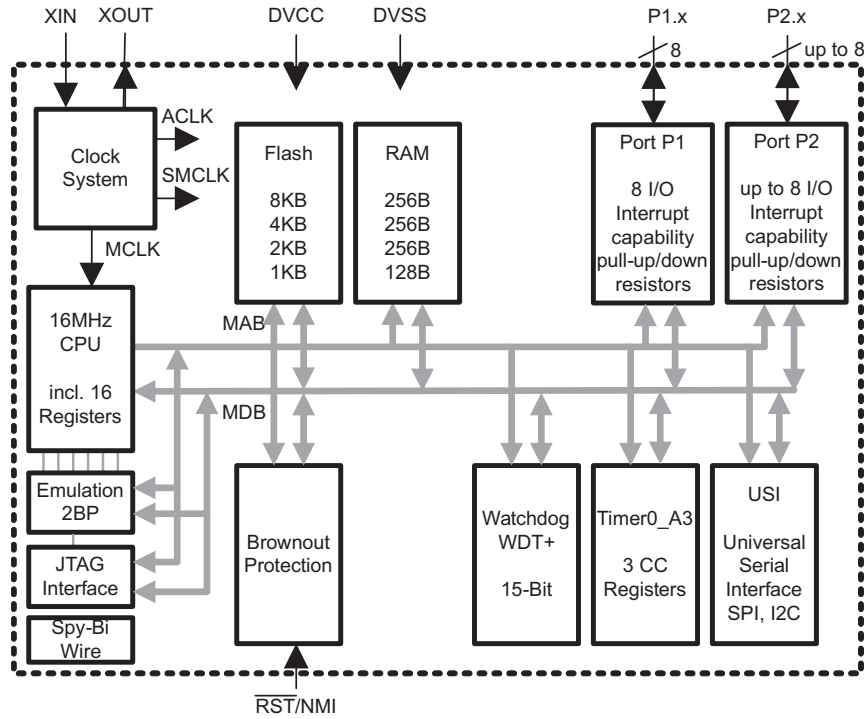 XIN
XOUT
DVCC
DVSS
P1.x
P2.x
8
up to 8
ACLK
SMCLK
MCLK
Clock
System
Flash
8KB
4KB
2KB
1KB
RAM
256B
256B
256B
128B
Port P1
8 I/O
Interrupt
capability
pull-up/down
resistors
Port P2
up to 8 I/O
Interrupt
capability
pull-up/down
resistors
16MHz
CPU
incl. 16
Registers
MAB
MDB
Emulation
2BP
JTAG
Interface
Spy-Bi
Wire
Brownout
Protection
Watchdog
WDT+
15-Bit
Timer0_A3
3 CC
Registers
USI
Universal
Serial
Interface
SPI, I2C
RST/NMI